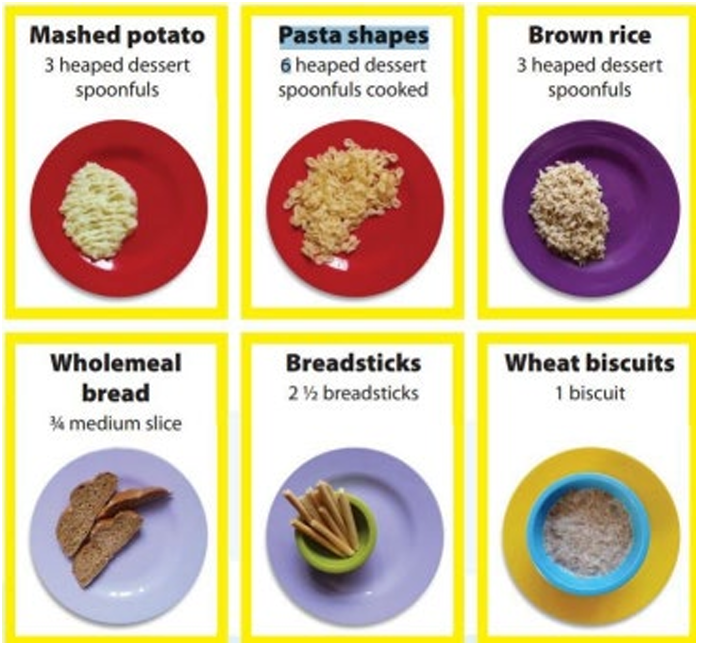 Mashed potato
3 heaped dessert
spoonfuls
Pasta shapes
6 heaped dessert
spoonfuls cooked
Brown rice
3 heaped dessert
spoonfuls
Wholemeal
bread
¾ medium slice
Breadsticks
2 ½ breadsticks
Wheat biscuits
1 biscuit